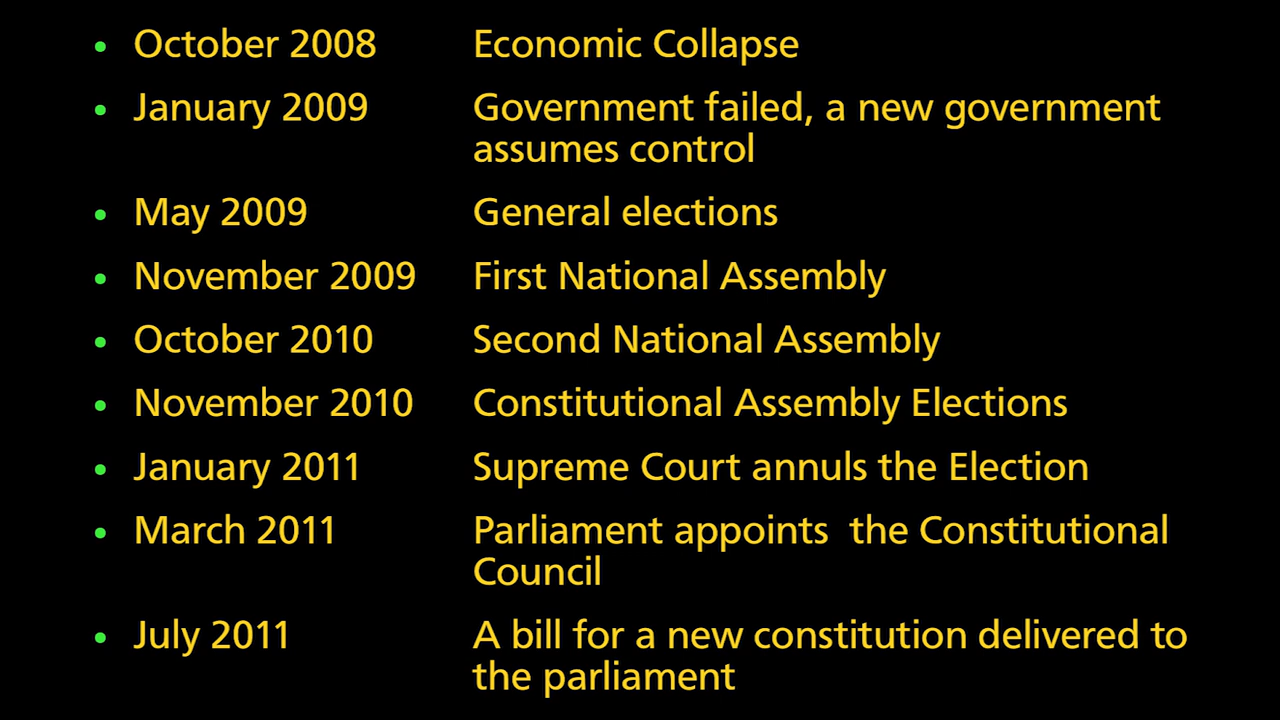 • October 2008 Economic Collapse
• January 2009 Government failed, a new government
assumes control
• May 2009 General elections
• November 2009 First National Assembly
• October 2010 Second National Assembly
• November 2010 Constitutional Assembly Elections
• January 2011 Supreme Court annuls the Election
• March 2011 Parliament appoints  the Constitutional
Council
• July 2011 A bill for a new constitution delivered to
the parliament